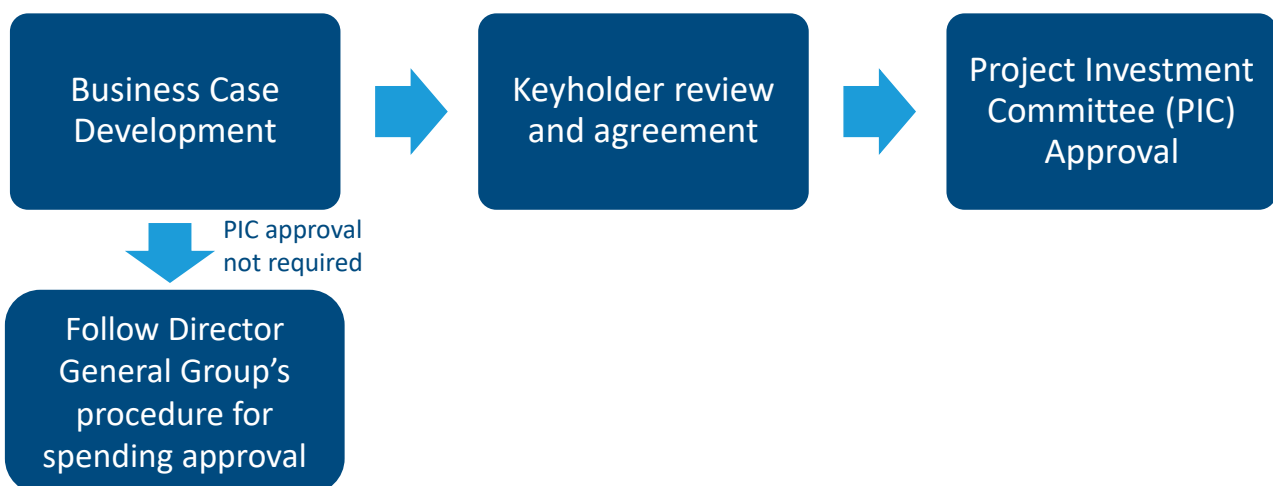 Business Case
Development
Keyholder review
and agreement
Project Investment
Committee (PIC)
Approval
PIC approval
not required
Follow Director
General Group’s
procedure for
spending approval